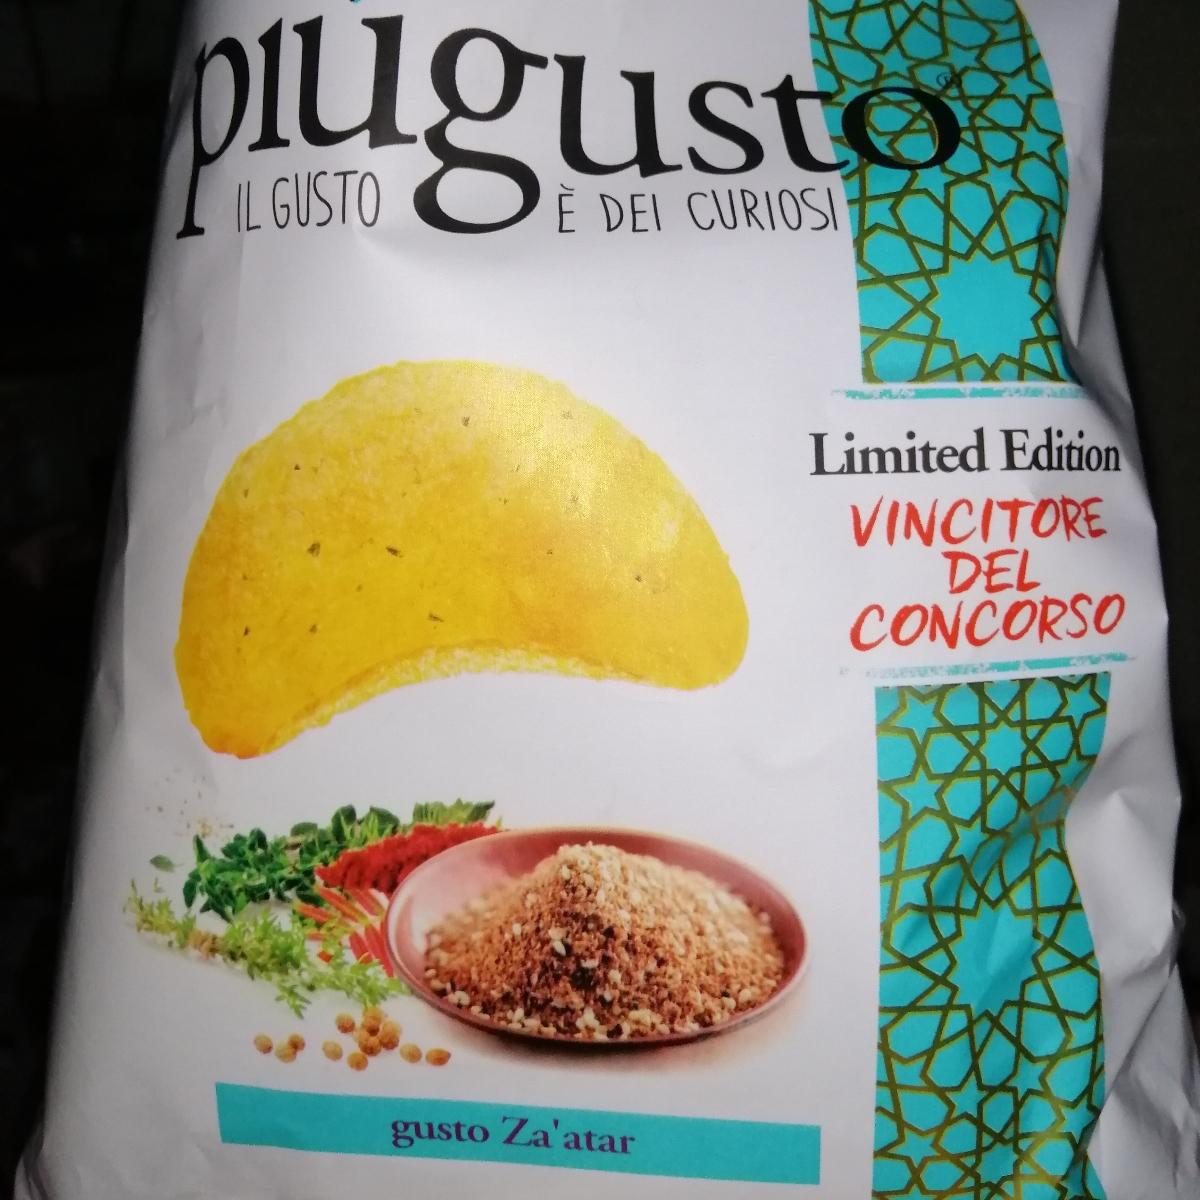 piùgusto®
IL GUSTO È DEI CURIOSI
Limited Edition
VINCITORE
DEL
CONCORSO
gusto Za'atar